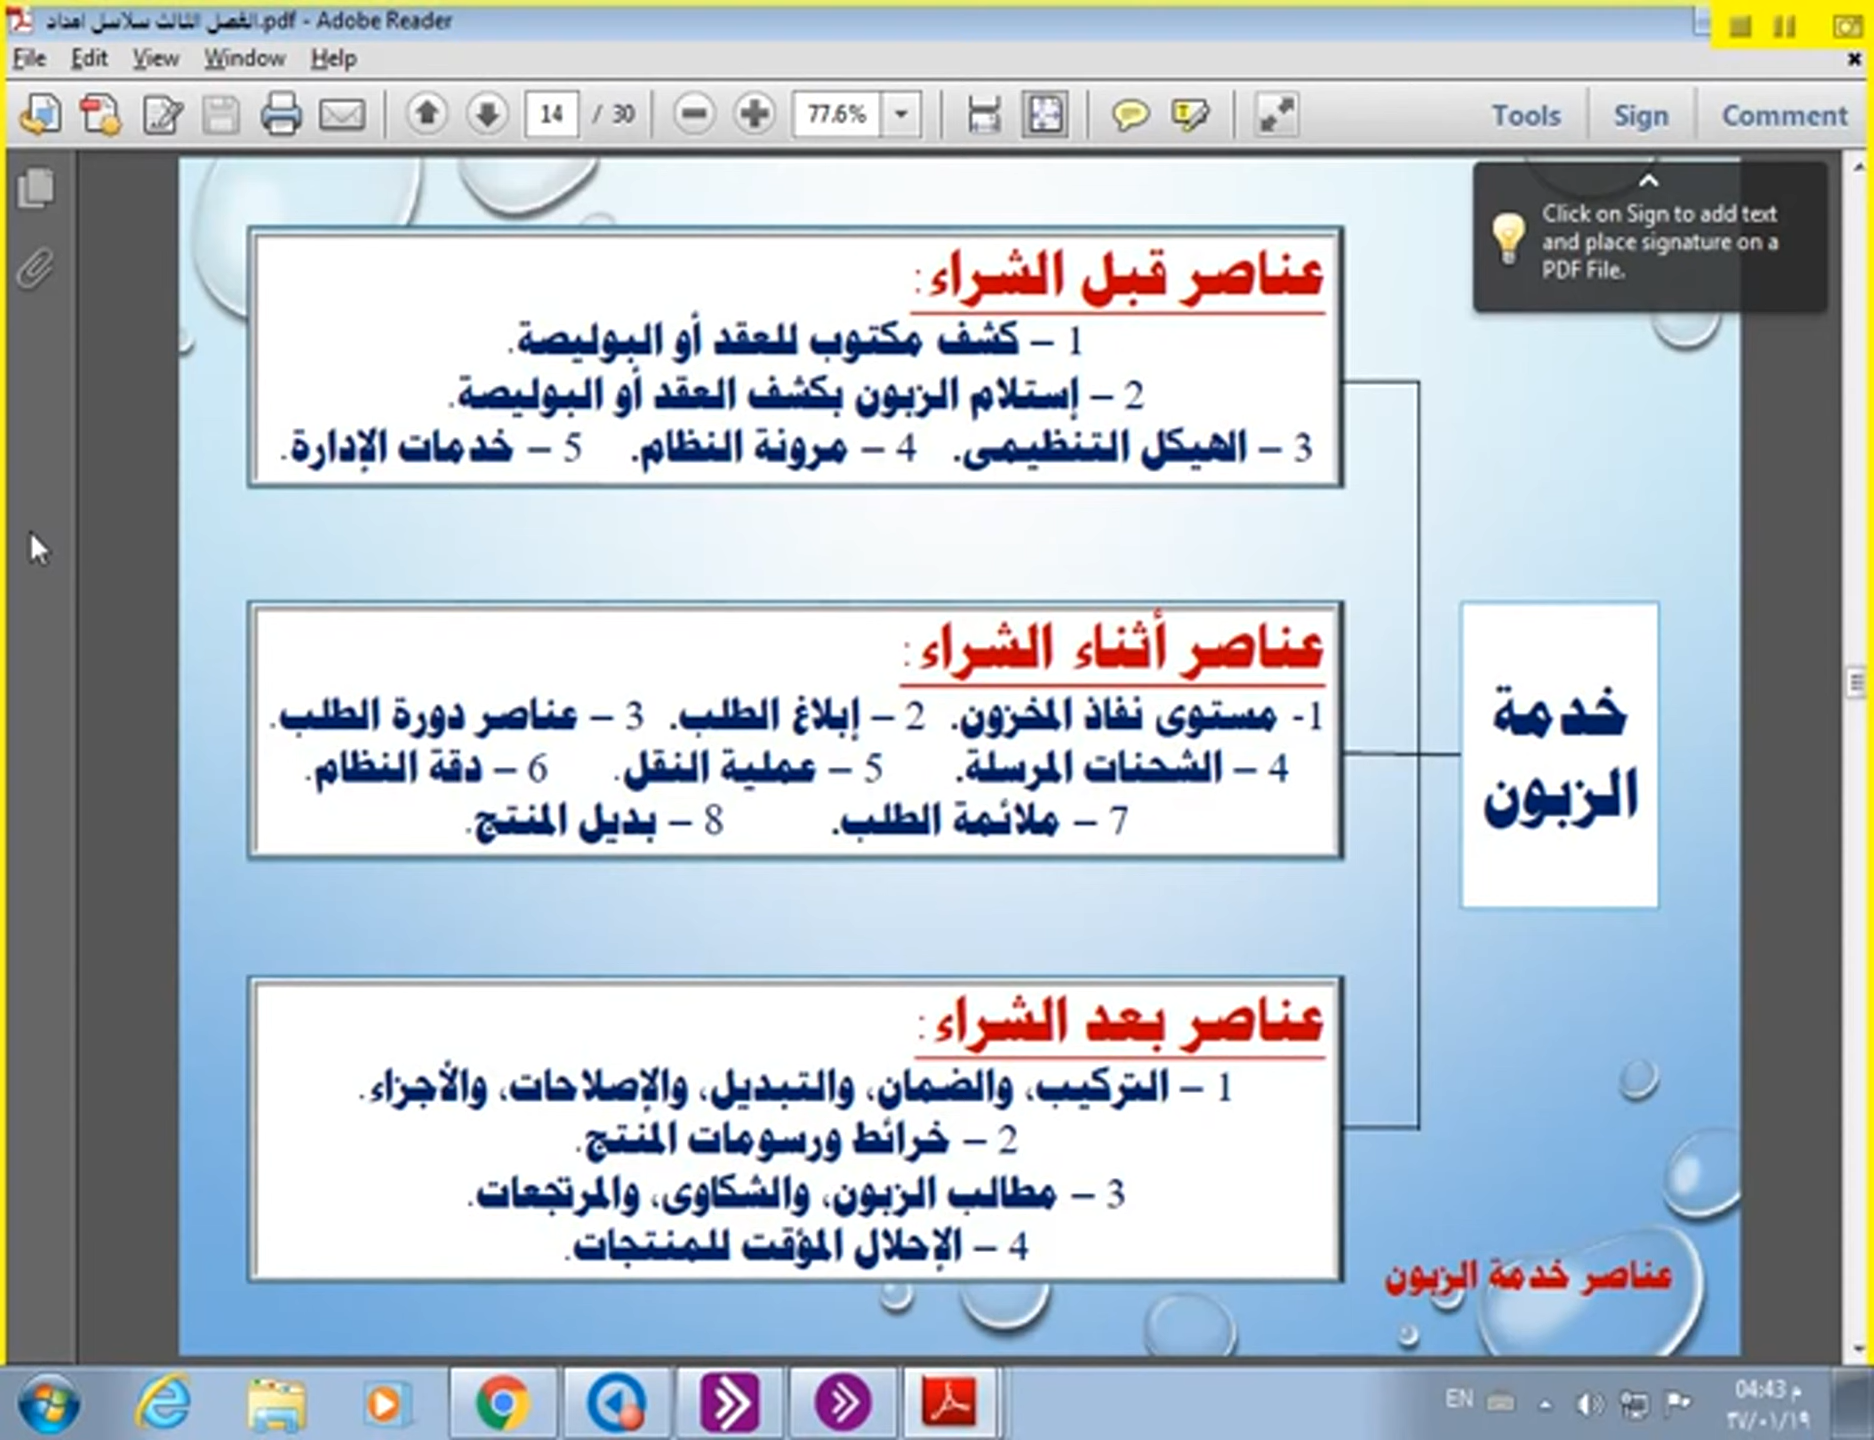 الفصل الثالث سلاسل امداد.pdf - Adobe Reader
File Edit View Window Help
14 / 30 77.6% Tools Sign Comment
Click on Sign to add text
and place signature on a
PDF File.
عناصر قبل الشراء :
1 – كشف مكتوب للعقد أو البوليصة.
2 – إستلام الزبون بكشف العقد أو البوليصة.
3 – الهيكل التنظيمى. 4 – مرونة النظام. 5 – خدمات الإدارة.
خدمة
الزبون
عناصر أثناء الشراء :
1- مستوى نفاذ المخزون. 2 – إبلاغ الطلب. 3 – عناصر دورة الطلب.
4 – الشحنات المرسلة. 5 – عملية النقل. 6 – دقة النظام.
7 – ملائمة الطلب. 8 – بديل المنتج.
عناصر بعد الشراء :
1 – التركيب، والضمان، والتبديل، والإصلاحات، والأجزاء.
2 – خرائط ورسومات المنتج.
3 – مطالب الزبون، والشكاوى، والمرتجعات.
4 – الإحلال المؤقت للمنتجات.
عناصر خدمة الزبون
EN
04:43 م
٣٧/٠١/١٩